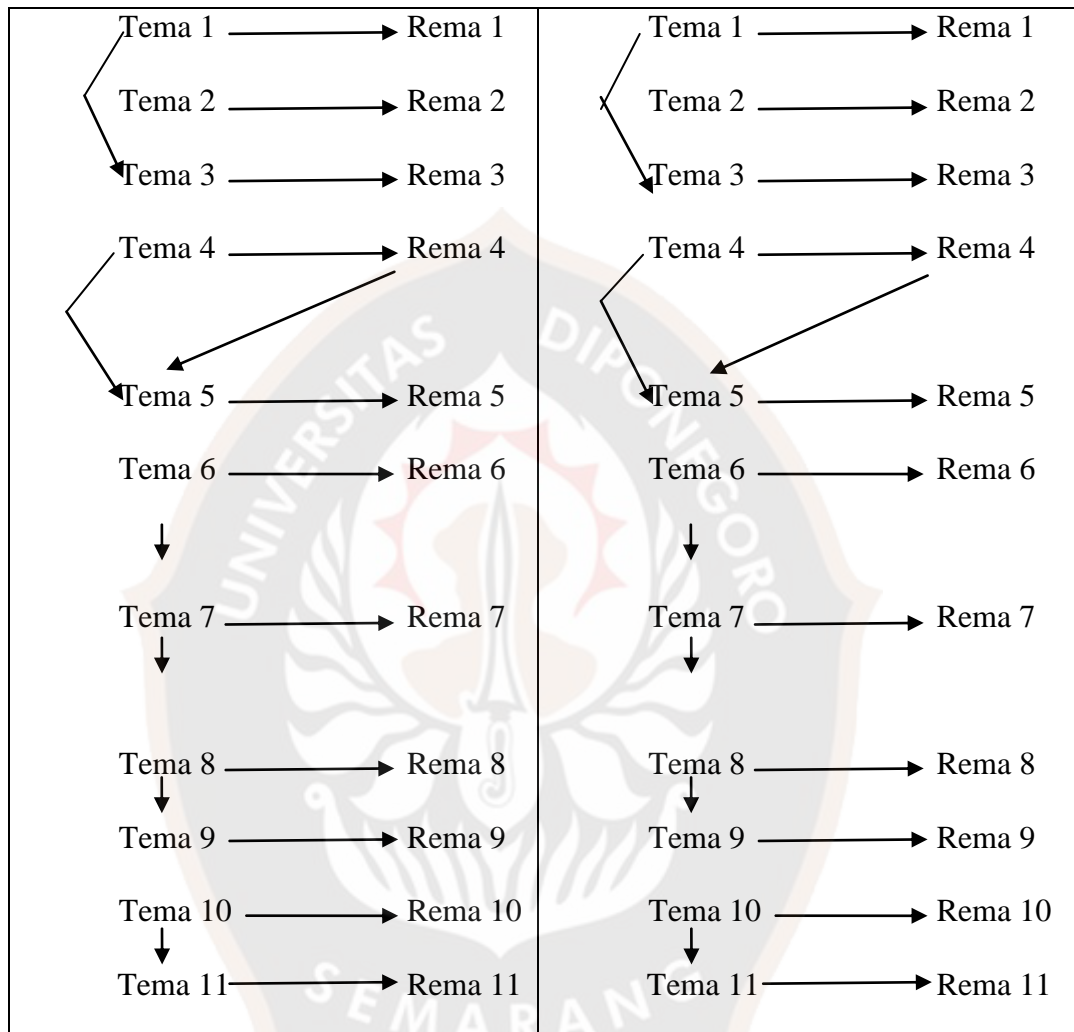 Tema 1 Rema 1 Tema 1 Rema 1
Tema 2 Rema 2 Tema 2 Rema 2
Tema 3 Rema 3 Tema 3 Rema 3
Tema 4 Rema 4 Tema 4 Rema 4
Tema 5 Rema 5 Tema 5 Rema 5
Tema 6 Rema 6 Tema 6 Rema 6
Tema 7 Rema 7 Tema 7 Rema 7
Tema 8 Rema 8 Tema 8 Rema 8
Tema 9 Rema 9 Tema 9 Rema 9
Tema 10 Rema 10 Tema 10 Rema 10
Tema 11 Rema 11 Tema 11 Rema 11
UNIVERSITAS DIPONEGORO
SEMARANG